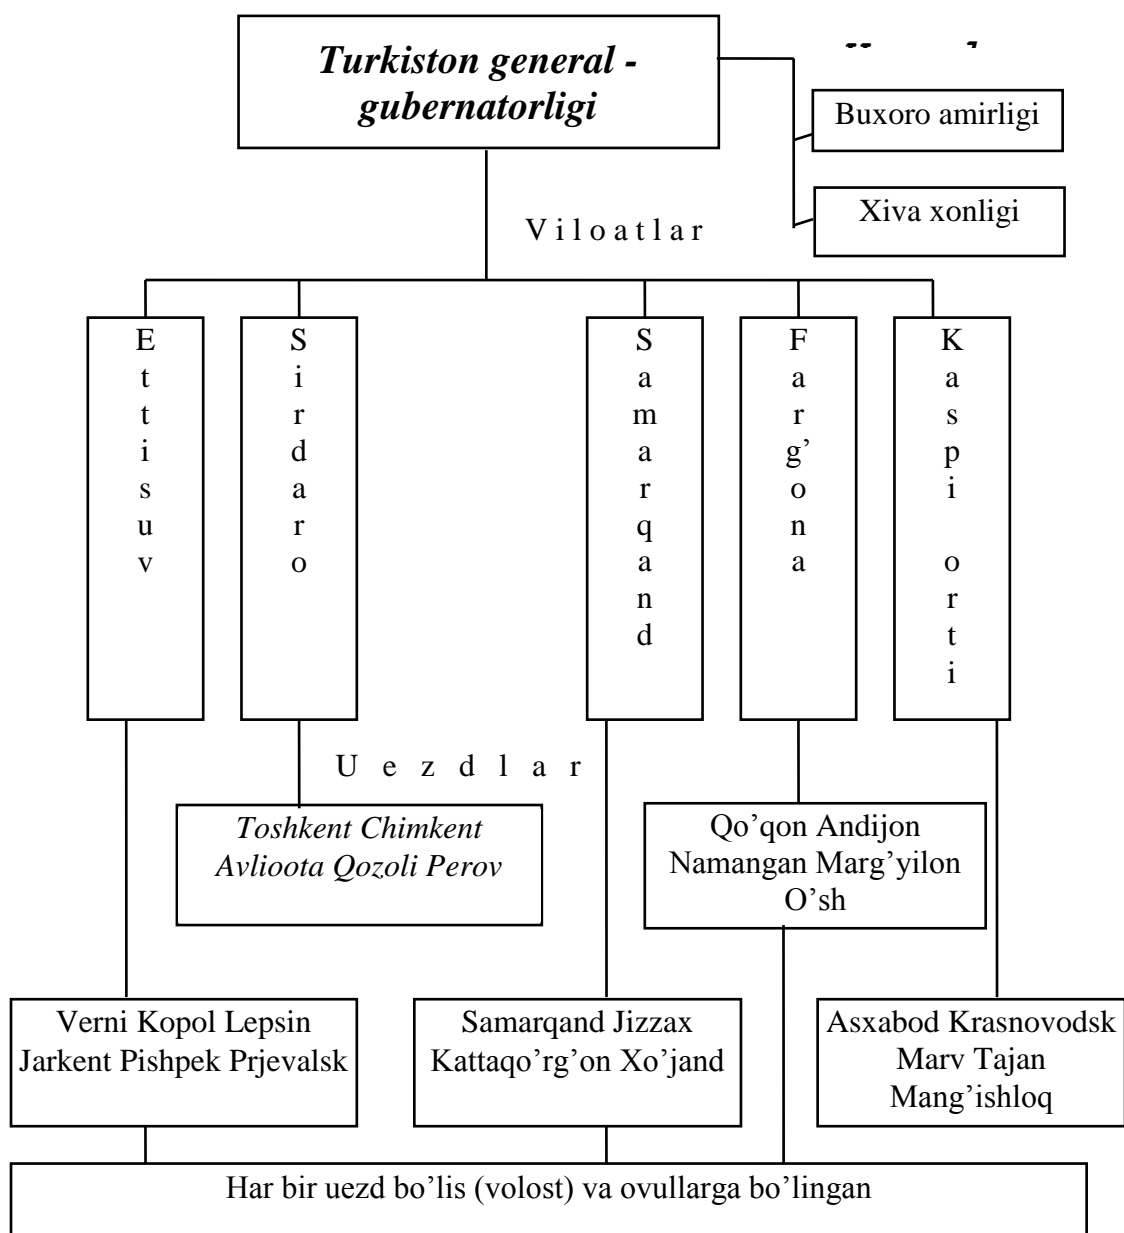 Turkiston general -
gubernatorligi
Buxoro amirligi
Xiva xonligi
Viloatlar
Ettisuv
Sirdaro
Samarqand
Farg’ona
Kaspi orti
Uezdlar
Toshkent Chimkent
Avlioota Qozoli Perov
Qo’qon Andijon
Namangan Marg’yilon
O’sh
Verni Kopol Lepsin
Jarkent Pishpek Prjevalsk
Samarqand Jizzax
Kattaqo’rg’on Xo’jand
Asxabod Krasnovodsk
Marv Tajan
Mang’ishloq
Har bir uezd bo’lis (volost) va ovullarga bo’lingan